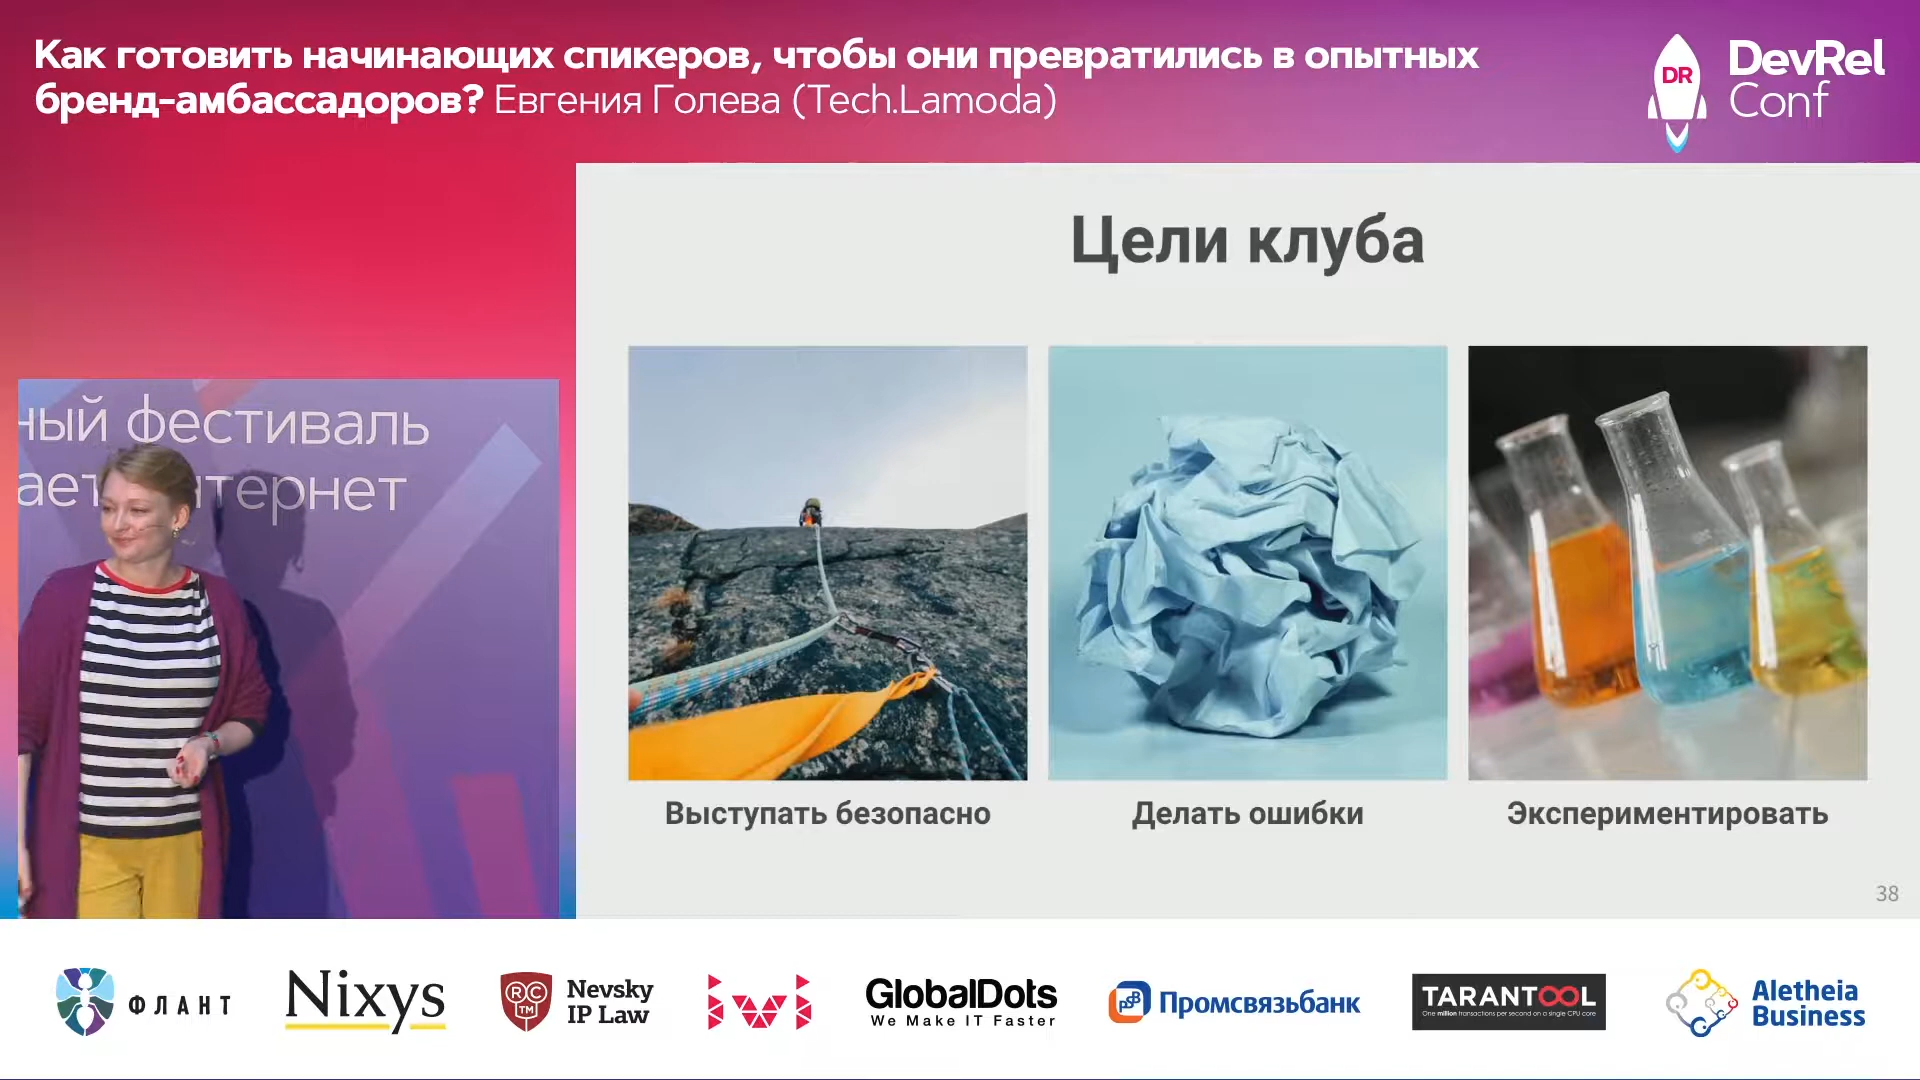 Как готовить начинающих спикеров, чтобы они превратились в опытных
бренд-амбассадоров? Евгения Голева (Tech.Lamoda)
DR
DevRel
Conf
Цели клуба
ный фестиваль
ает интернет
Выступать безопасно
Делать ошибки
Экспериментировать
38
ФЛАНТ
Nixys
RC
TM
Nevsky
IP Law
ivi
GlobalDots
We Make IT Faster
PSB
Промсвязьбанк
TARANTOOL
One million transactions per second on a single CPU core
Aletheia
Business